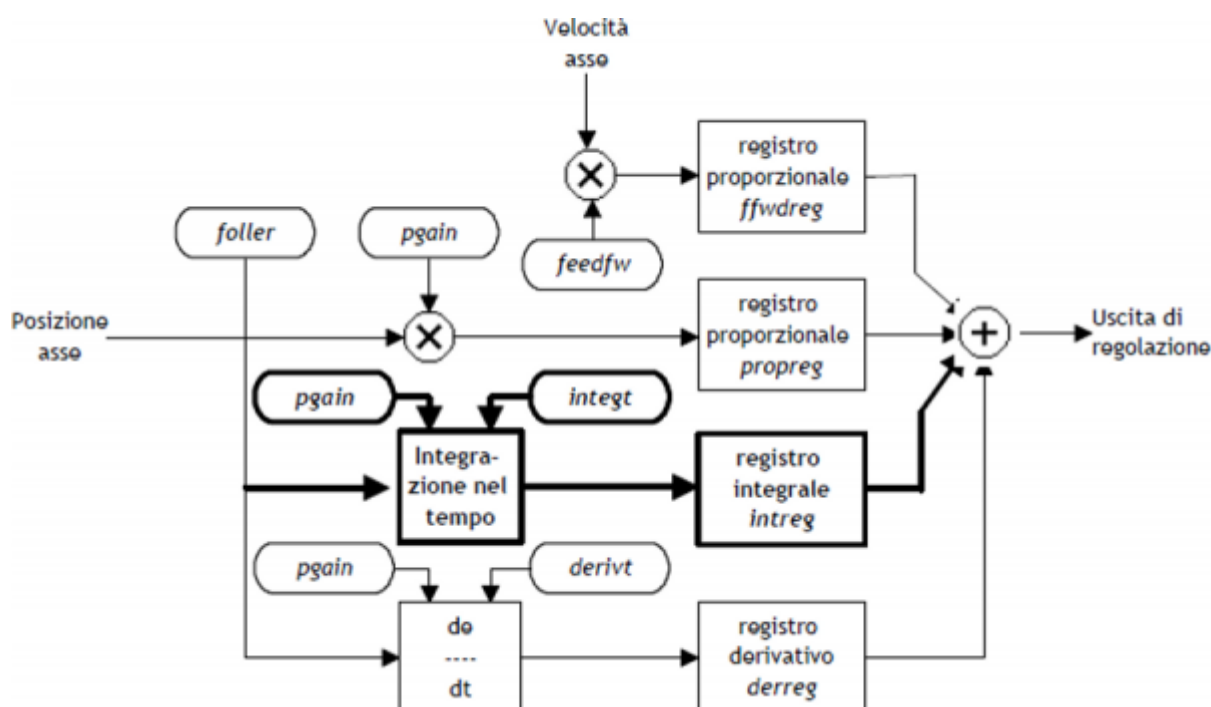 Velocità
asse
registro
proporzionale
ffwdreg
foller
pgain
feedfw
Posizione
asse
registro
proporzionale
propreg
Uscita di
regolazione
pgain
integt
Integra-
zione nel
tempo
registro
integrale
intreg
pgain
derivt
de
----
dt
registro
derivativo
derreg